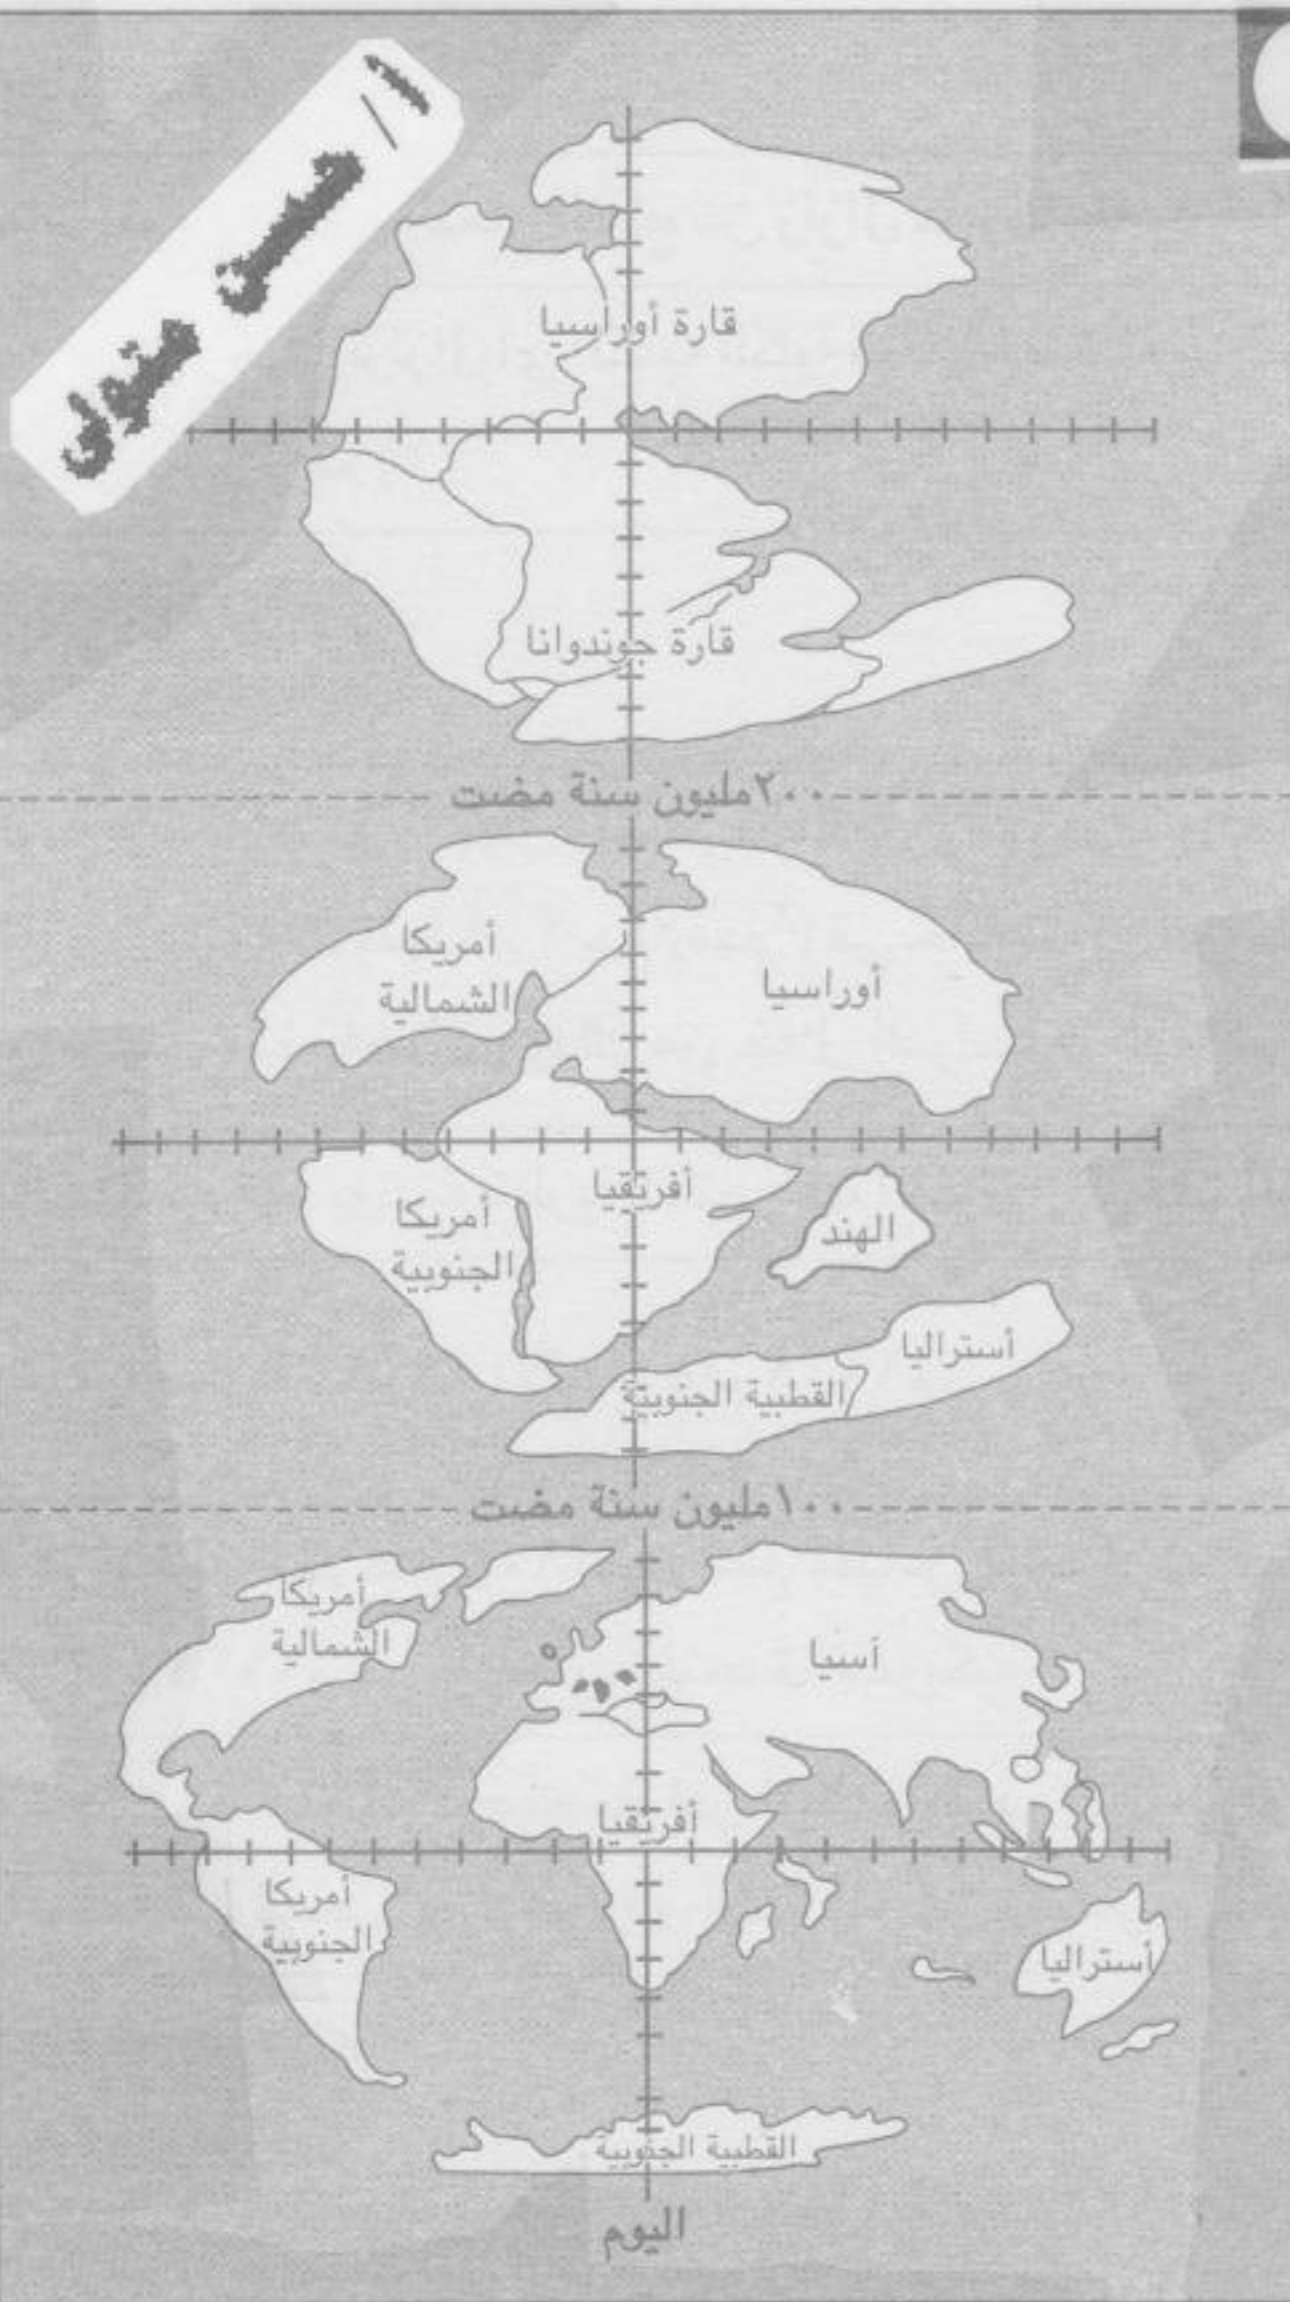 أ/ حسن متولى
قارة أوراسيا
قارة جوندوانا
٢٠٠مليون سنة مضت
أمريكا
الشمالية
أوراسيا
أفريقيا
أمريكا
الجنوبية
الهند
أستراليا
القطبية الجنوبية
١٠٠مليون سنة مضت
أمريكا
الشمالية
آسيا
أفريقيا
أمريكا
الجنوبية
أستراليا
القطبية الجنوبية
اليوم